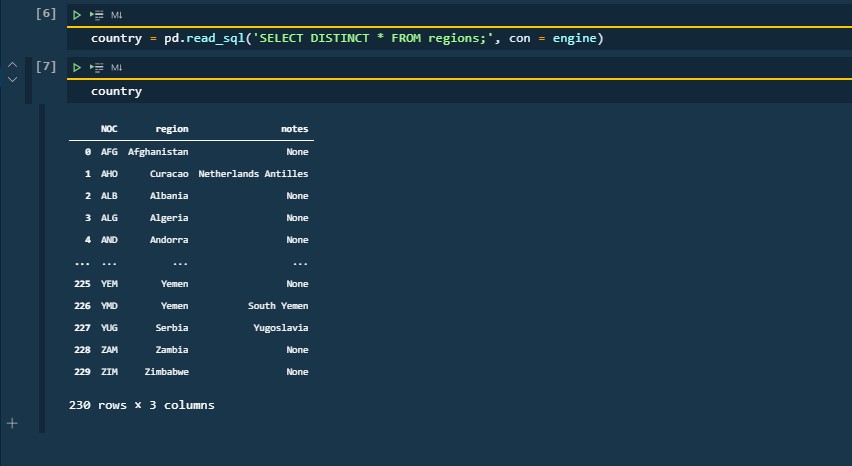 [6] M↓
country = pd.read_sql('SELECT DISTINCT * FROM regions;', con = engine)
[7] M↓
country
NOC region notes
0 AFG Afghanistan None
1 AHO Curacao Netherlands Antilles
2 ALB Albania None
3 ALG Algeria None
4 AND Andorra None
... ... ... ...
225 YEM Yemen None
226 YMD Yemen South Yemen
227 YUG Serbia Yugoslavia
228 ZAM Zambia None
229 ZIM Zimbabwe None
230 rows × 3 columns